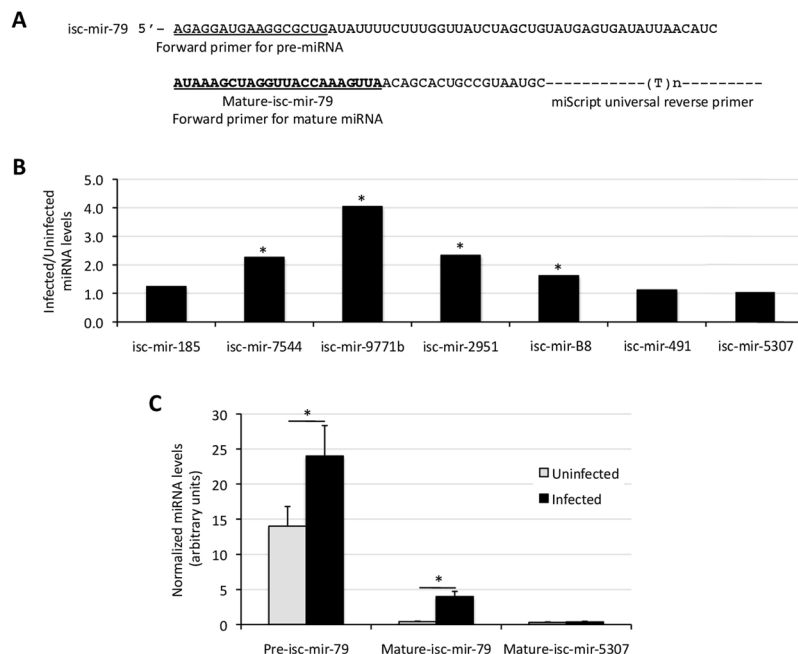 A
isc-mir-79 5’- AGAGGAUGAAGGCGCUGAUAUUUUCUUUGGUUAUCUAGCUGUAUGAGUGAUAUUAACAUC
Forward primer for pre-miRNA
AUAAAGCUAGGUUACCAAAGUUAACAGCACUGCCGUAAUGC-----------(T)n---------
Mature-isc-mir-79
miScript universal reverse primer
Forward primer for mature miRNA
B
Infected/Uninfected
miRNA levels
5.0
4.0
3.0
2.0
1.0
0.0
*
*
*
*
isc-mir-185 isc-mir-7544 isc-mir-9771b isc-mir-2951 isc-mir-B8 isc-mir-491 isc-mir-5307
C
Normalized miRNA levels
(arbitrary units)
30
25
20
15
10
5
0
*
*
Uninfected
Infected
Pre-isc-mir-79 Mature-isc-mir-79 Mature-isc-mir-5307